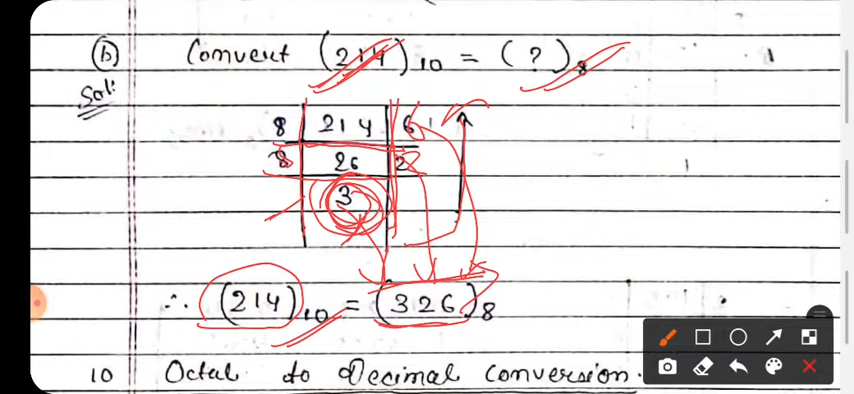 (b) Convert (214)10 = (?)8
Sol:
8 214 6
8 26 2
3
∴ (214)10 = (326)8
10 Octal to Decimal conversion.